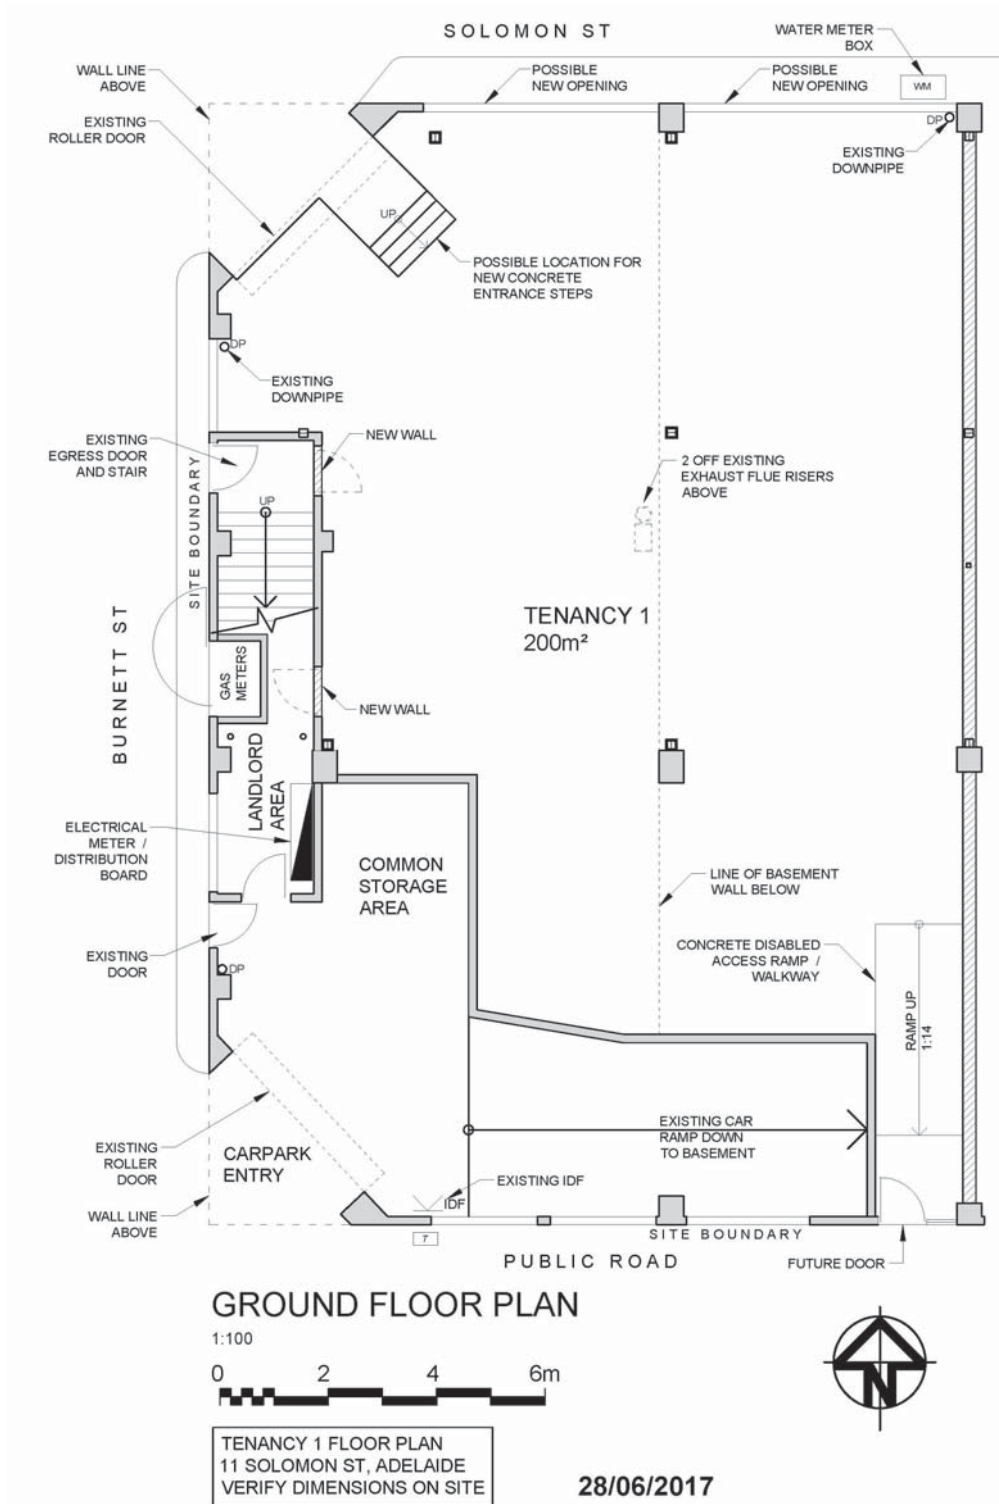 SOLOMON ST
WATER METER
BOX
WM
WALL LINE
ABOVE
POSSIBLE
NEW OPENING
POSSIBLE
NEW OPENING
EXISTING
ROLLER DOOR
DP
EXISTING
DOWNPIPE
UP
POSSIBLE LOCATION FOR
NEW CONCRETE
ENTRANCE STEPS
DP
EXISTING
DOWNPIPE
EXISTING
EGRESS DOOR
AND STAIR
NEW WALL
2 OFF EXISTING
EXHAUST FLUE RISERS
ABOVE
SITE BOUNDARY
UP
BURNETT ST
TENANCY 1
200m²
GAS
METERS
NEW WALL
LANDLORD
AREA
ELECTRICAL
METER /
DISTRIBUTION
BOARD
COMMON
STORAGE
AREA
LINE OF BASEMENT
WALL BELOW
EXISTING
DOOR
DP
CONCRETE DISABLED
ACCESS RAMP /
WALKWAY
RAMP UP
1:14
EXISTING CAR
RAMP DOWN
TO BASEMENT
EXISTING
ROLLER
DOOR
CARPARK
ENTRY
EXISTING IDF
IDF
WALL LINE
ABOVE
T
SITE BOUNDARY
PUBLIC ROAD
FUTURE DOOR
GROUND FLOOR PLAN
1:100
0 2 4 6m
N
TENANCY 1 FLOOR PLAN
11 SOLOMON ST, ADELAIDE
VERIFY DIMENSIONS ON SITE
28/06/2017